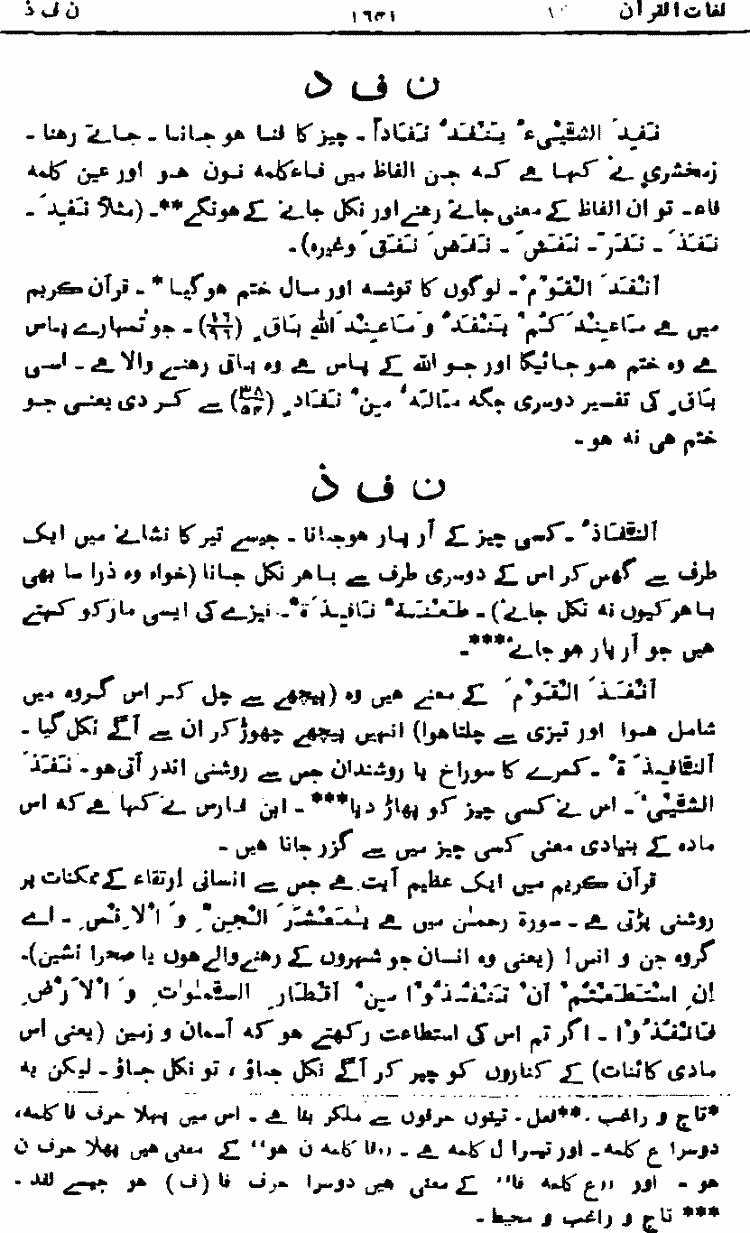 لغات القرآن ۱۶۴۱ ن ف ذ
ن ف د
نَفِدَ الشَّیْءُ یَنْفَدُ نَفَاداً - چیز کا فنا ہو جانا - جاتے رہنا -
زمخشری نے کہا ہے کہ جن الفاظ میں فاء کلمہ نون ہو اور عین کلمہ
فاء - تو ان الفاظ کے معنی جانے رہنے اور نکل جانے کے ہونگے** - (مثلاً نَفِدَ -
نَفَذَ - نَفَرَ - نَفَشَ - نَفَضَ نَفَقَ وغیرہ) -
اَنْفَدَ الْقَوْمُ - لوگوں کا توشہ اور مال ختم ہو گیا* - قرآن کریم
میں ہے مَاعِنْدَ کُمْ یَنْفَدُ وَ مَاعِنْدَ اللہِ بَاقٍ (۱۶/۹۶) - جو تمہارے پاس
ہے وہ ختم ہو جائیگا اور جو اللہ کے پاس ہے وہ باقی رہنے والا ہے - اسی
بَاقٍ کی تفسیر دوسری جگہ مَالَہٗ مِنْ نَفَادٍ (۳۸/۵۴) سے کر دی یعنی جو
ختم ہی نہ ہو -
ن ف ذ
اَلنَّفَاذُ - کسی چیز کے آر پار ہو جانا - جیسے تیر کا نشانے میں ایک
طرف سے گھس کر اس کے دوسری طرف سے باہر نکل جانا (خواہ وہ ذرا سا بھی
باہر کیوں نہ نکل جائے) - طَعْنَۃٌ نَافِذَۃٌ - نیزے کی ایسی مار کو کہتے
ہیں جو آر پار ہو جائے*** -
اَنْفَذَ الْقَوْمَ کے معنے ہیں وہ (پیچھے سے چل کر اس گروہ میں
شامل ہوا اور تیزی سے چلتا ہوا) انہیں پیچھے چھوڑ کر ان سے آگے نکل گیا -
اَلنَّافِذَۃُ - کمرے کا سوراخ یا روشندان جس سے روشنی اندر آتی ہو - نَفَذَ
الشَّیْءَ - اس نے کسی چیز کو پھاڑ دیا*** - ابن فارس نے کہا ہے کہ اس
مادہ کے بنیادی معنی کسی چیز میں سے گزر جانا ہیں -
قرآن کریم میں ایک عظیم آیت ہے جس سے انسانی ارتقاء کے ممکنات پر
روشنی پڑتی ہے - سورۃ رحمٰن میں ہے یٰمَعْشَرَ الْجِنِّ وَ الْاِنْسِ - اے
گروہ جن و انس! (یعنی وہ انسان جو شہروں کے رہنے والے ہوں یا صحرا نشین) -
اِنِ اسْتَطَعْتُمْ اَنْ تَنْفُذُوْا مِنْ اَقْطَارِ السَّمٰوٰتِ وَ الْاَرْضِ
فَانْفُذُوْا - اگر تم اس کی استطاعت رکھتے ہو کہ آسمان و زمین (یعنی اس
مادی کائنات) کے کناروں کو چیر کر آگے نکل جاؤ ، تو نکل جاؤ - لیکن یہ
*تاج و راغب - **فعل - تینوں حرفوں سے ملکر بنا ہے - اس میں پہلا حرف فا کلمہ،
دوسرا ع کلمہ - اور تیسرا ل کلمہ ہے - ”فا کلمہ ن ہو“ کے معنی ہیں پہلا حرف ن
ہو - اور ”ع کلمہ فا“ کے معنی ہیں دوسرا حرف فا (ف) ہو جیسے نفد -
*** تاج و راغب و محیط -